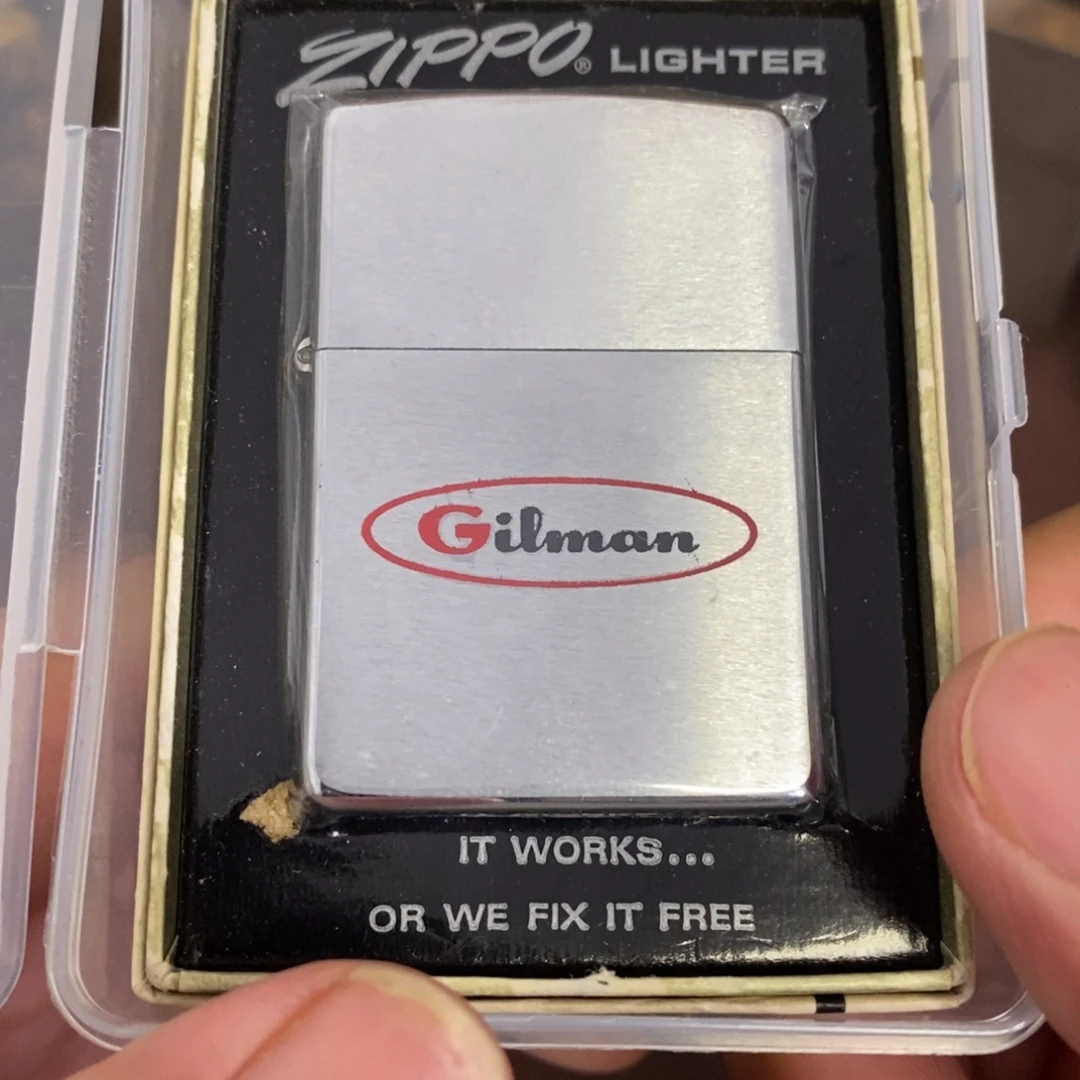 ZIPPO® LIGHTER
Gilman
IT WORKS...
OR WE FIX IT FREE